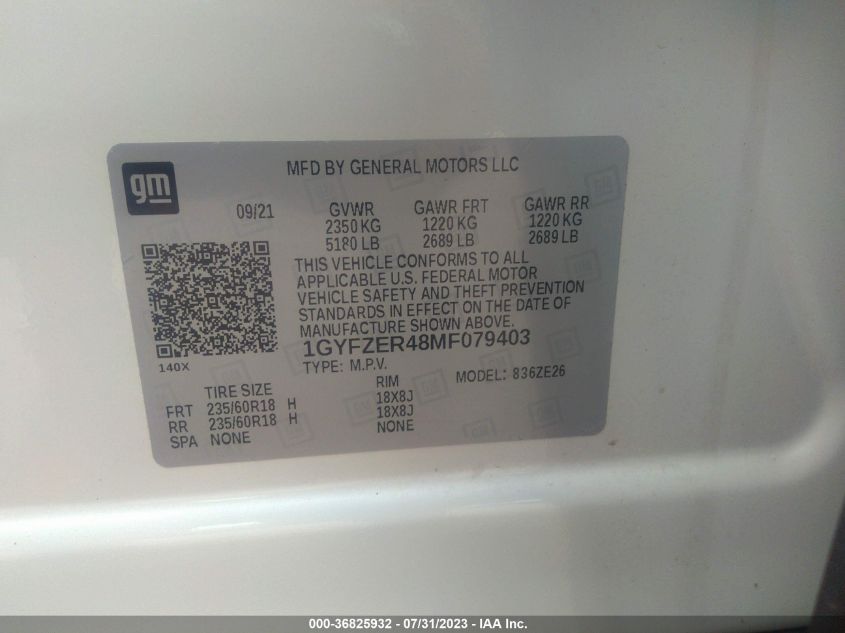 gm
MFD BY GENERAL MOTORS LLC
09/21
GVWR GAWR FRT GAWR RR
2350 KG 1220 KG 1220 KG
5180 LB 2689 LB 2689 LB
THIS VEHICLE CONFORMS TO ALL
APPLICABLE U.S. FEDERAL MOTOR
VEHICLE SAFETY AND THEFT PREVENTION
STANDARDS IN EFFECT ON THE DATE OF
MANUFACTURE SHOWN ABOVE.
1GYFZER48MF079403
140X
TYPE: M.P.V. MODEL: 836ZE26
TIRE SIZE RIM
FRT 235/60R18 H 18X8J
RR 235/60R18 H 18X8J
SPA NONE NONE
000-36825932 - 07/31/2023 - IAA Inc.